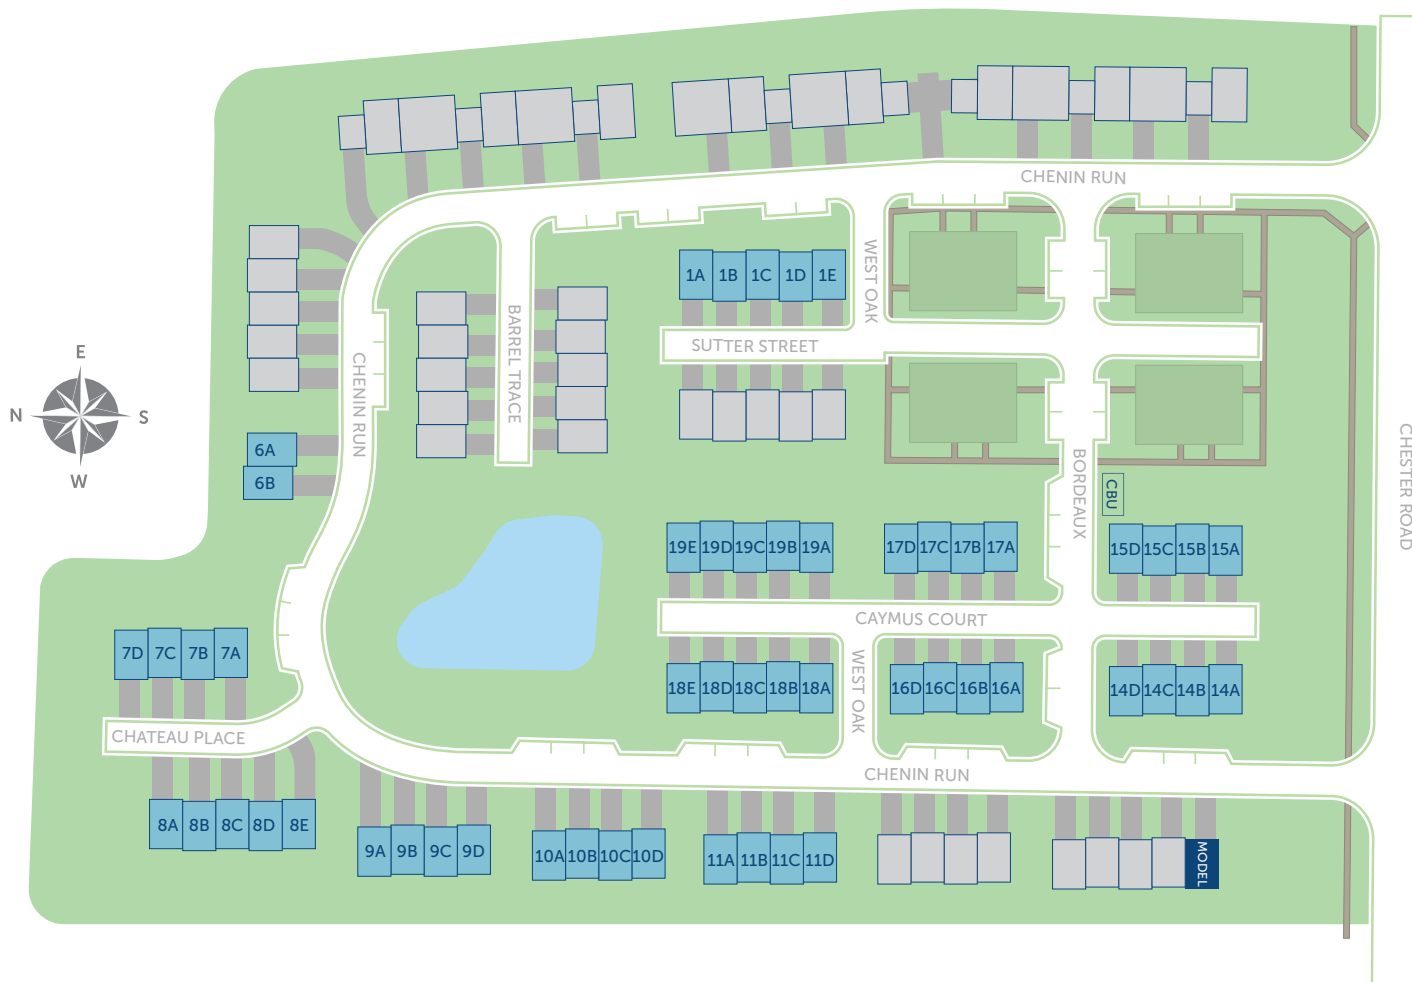 CHENIN RUN
WEST OAK
1A 1B 1C 1D 1E
BARREL TRACE
SUTTER STREET
E
N S
W
CHENIN RUN
6A
6B
BORDEAUX
CBU
CHESTER ROAD
19E 19D 19C 19B 19A
17D 17C 17B 17A
15D 15C 15B 15A
CAYMUS COURT
7D 7C 7B 7A
WEST OAK
18E 18D 18C 18B 18A
16D 16C 16B 16A
14D 14C 14B 14A
CHATEAU PLACE
CHENIN RUN
8A 8B 8C 8D 8E
9A 9B 9C 9D
10A 10B 10C 10D
11A 11B 11C 11D
MODEL